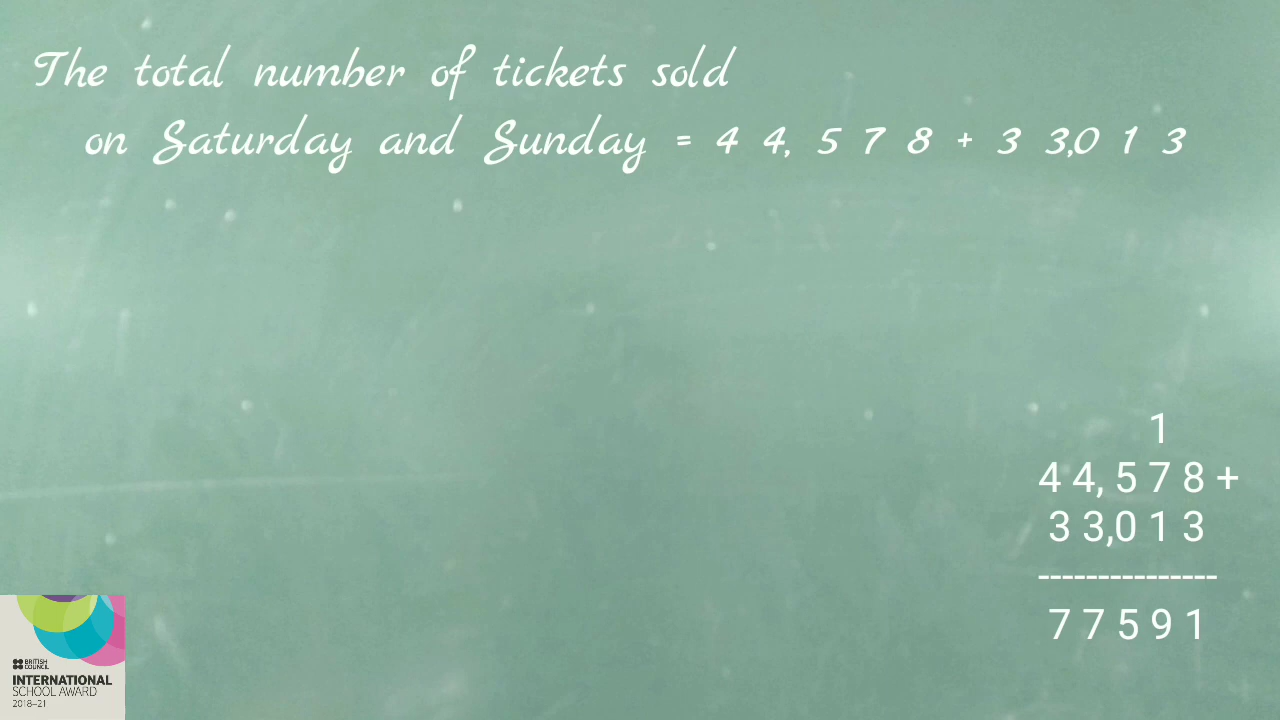 The total number of tickets sold
on Saturday and Sunday = 4 4, 5 7 8 + 3 3,0 1 3
1
4 4, 5 7 8 +
3 3,0 1 3
---------------
7 7 5 9 1
BRITISH
COUNCIL
INTERNATIONAL
SCHOOL AWARD
2018–21